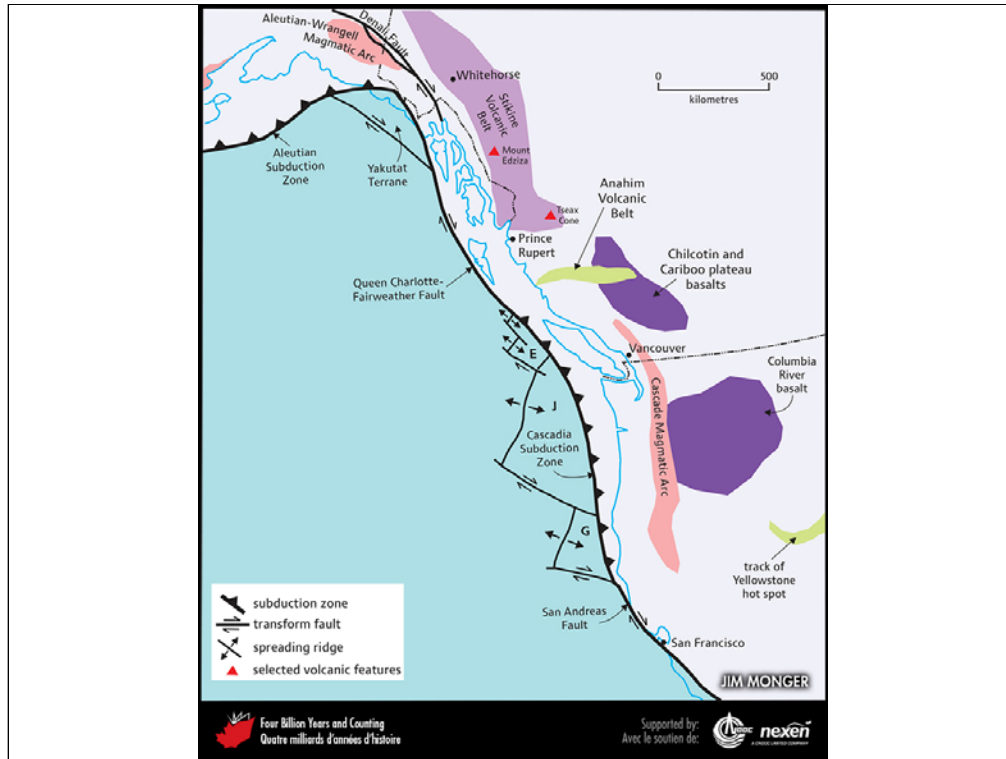 Aleutian-Wrangell
Magmatic Arc
Denali Fault
Whitehorse
0 500
kilometres
Stikine
Volcanic
Belt
Mount
Edziza
Aleutian
Subduction
Zone
Yakutat
Terrane
Anahim
Volcanic
Belt
Tseax
Cone
Prince
Rupert
Chilcotin and
Cariboo plateau
basalts
Queen Charlotte-
Fairweather Fault
E
Vancouver
Columbia
River
basalt
J
Cascade Magmatic Arc
Cascadia
Subduction
Zone
G
track of
Yellowstone
hot spot
San Andreas
Fault
San Francisco
subduction zone
transform fault
spreading ridge
selected volcanic features
JIM MONGER
Four Billion Years and Counting
Quatre milliards d'années d'histoire
Supported by:
Avec le soutien de:
nexen
A CNOOC LIMITED COMPANY